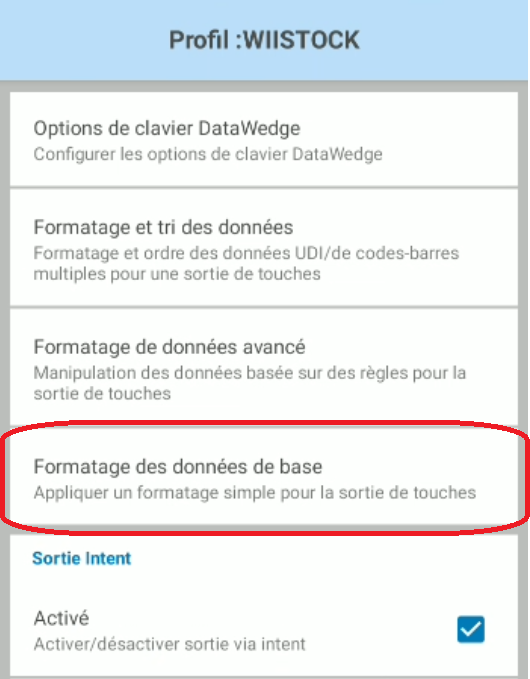 Profil :WIISTOCK
Options de clavier DataWedge
Configurer les options de clavier DataWedge
Formatage et tri des données
Formatage et ordre des données UDI/de codes-barres
multiples pour une sortie de touches
Formatage de données avancé
Manipulation des données basée sur des règles pour la
sortie de touches
Formatage des données de base
Appliquer un formatage simple pour la sortie de touches
Sortie Intent
Activé
Activer/désactiver sortie via intent